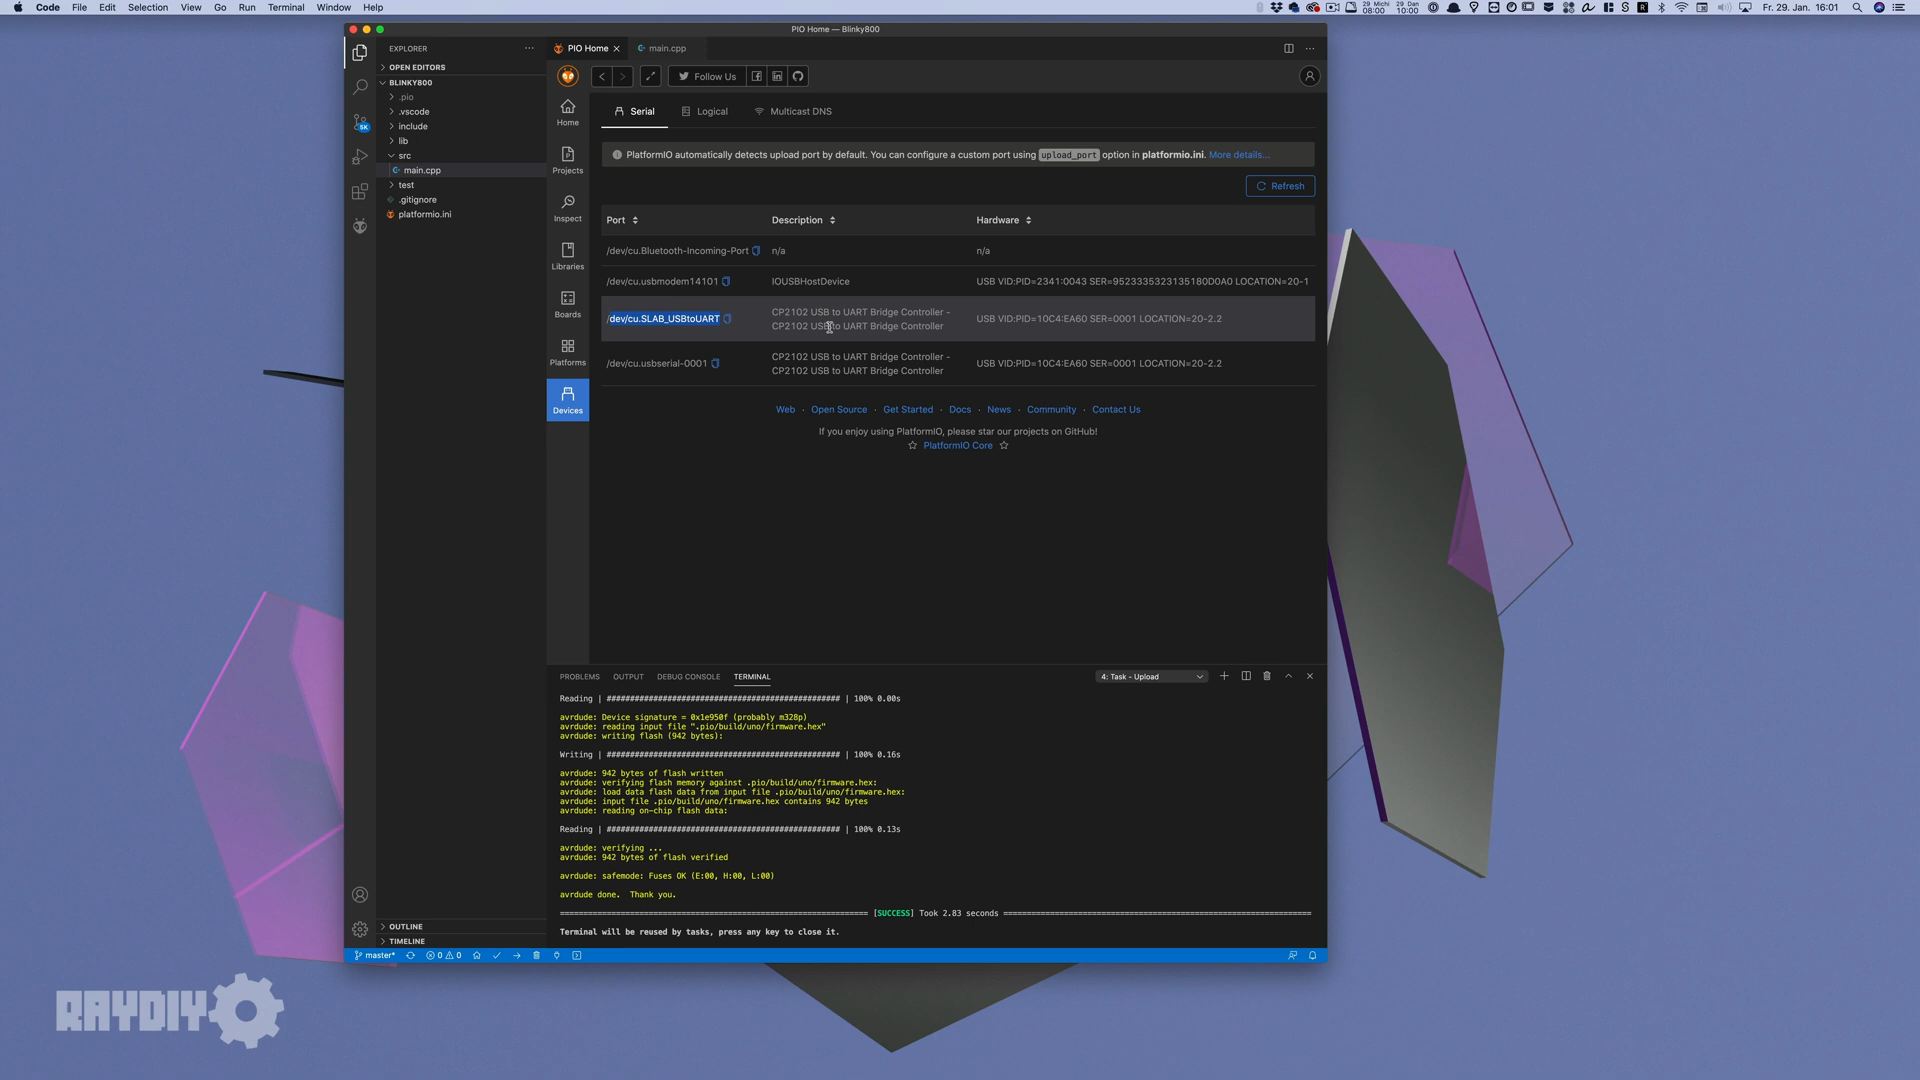 Code File Edit Selection View Go Run Terminal Window Help
29 Michi 08:00 29 Dan 10:00 Fr. 29. Jan. 16:01
PIO Home — Blinky800
EXPLORER
PIO Home main.cpp
OPEN EDITORS
BLINKY800
.pio
.vscode
include
lib
src
main.cpp
test
.gitignore
platformio.ini
5K
Follow Us
Home
Projects
Inspect
Libraries
Boards
Platforms
Devices
Serial Logical Multicast DNS
PlatformIO automatically detects upload port by default. You can configure a custom port using upload_port option in platformio.ini. More details...
Refresh
Port Description Hardware
/dev/cu.Bluetooth-Incoming-Port n/a n/a
/dev/cu.usbmodem14101 IOUSBHostDevice USB VID:PID=2341:0043 SER=9523335323135180D0A0 LOCATION=20-1
/dev/cu.SLAB_USBtoUART CP2102 USB to UART Bridge Controller - CP2102 USB to UART Bridge Controller USB VID:PID=10C4:EA60 SER=0001 LOCATION=20-2.2
/dev/cu.usbserial-0001 CP2102 USB to UART Bridge Controller - CP2102 USB to UART Bridge Controller USB VID:PID=10C4:EA60 SER=0001 LOCATION=20-2.2
Web · Open Source · Get Started · Docs · News · Community · Contact Us
If you enjoy using PlatformIO, please star our projects on GitHub!
PlatformIO Core
PROBLEMS OUTPUT DEBUG CONSOLE TERMINAL 4: Task - Upload
Reading | ################################################## | 100% 0.00s
avrdude: Device signature = 0x1e950f (probably m328p)
avrdude: reading input file ".pio/build/uno/firmware.hex"
avrdude: writing flash (942 bytes):
Writing | ################################################## | 100% 0.16s
avrdude: 942 bytes of flash written
avrdude: verifying flash memory against .pio/build/uno/firmware.hex:
avrdude: load data flash data from input file .pio/build/uno/firmware.hex:
avrdude: input file .pio/build/uno/firmware.hex contains 942 bytes
avrdude: reading on-chip flash data:
Reading | ################################################## | 100% 0.13s
avrdude: verifying ...
avrdude: 942 bytes of flash verified
avrdude: safemode: Fuses OK (E:00, H:00, L:00)
avrdude done. Thank you.
[SUCCESS] Took 2.83 seconds
Terminal will be reused by tasks, press any key to close it.
OUTLINE
TIMELINE
master* 0 0
RAYDIY